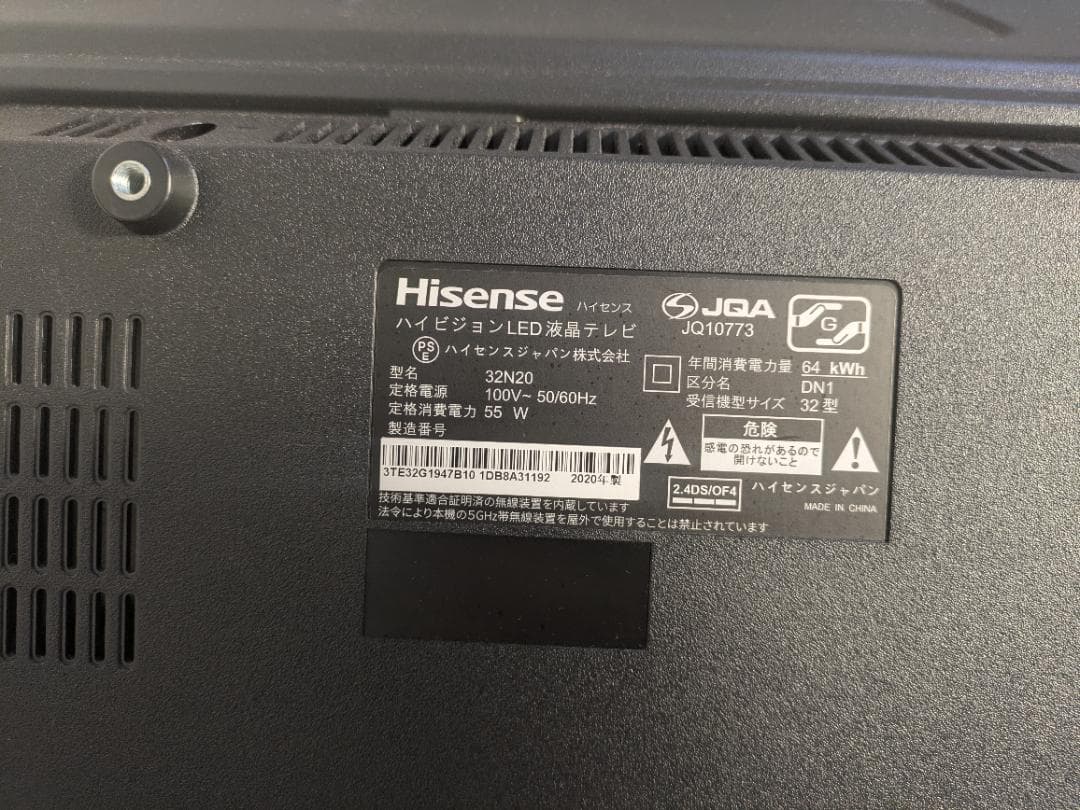 Hisense ハイセンス
ハイビジョンLED液晶テレビ
PS
E
ハイセンスジャパン株式会社
型名 32N20
定格電源 100V~ 50/60Hz
定格消費電力 55 W
製造番号
3TE32G1947B10 1DB8A31192 2020年製
技術基準適合証明済の無線装置を内蔵しています
法令により本機の5GHz帯無線装置を屋外で使用することは禁止されています
JQA
JQ10773
G
年間消費電力量 64 kWh
区分名 DN1
受信機型サイズ 32型
危険
感電の恐れがあるので
開けないこと
2.4DS/OF4
ハイセンスジャパン
MADE IN CHINA